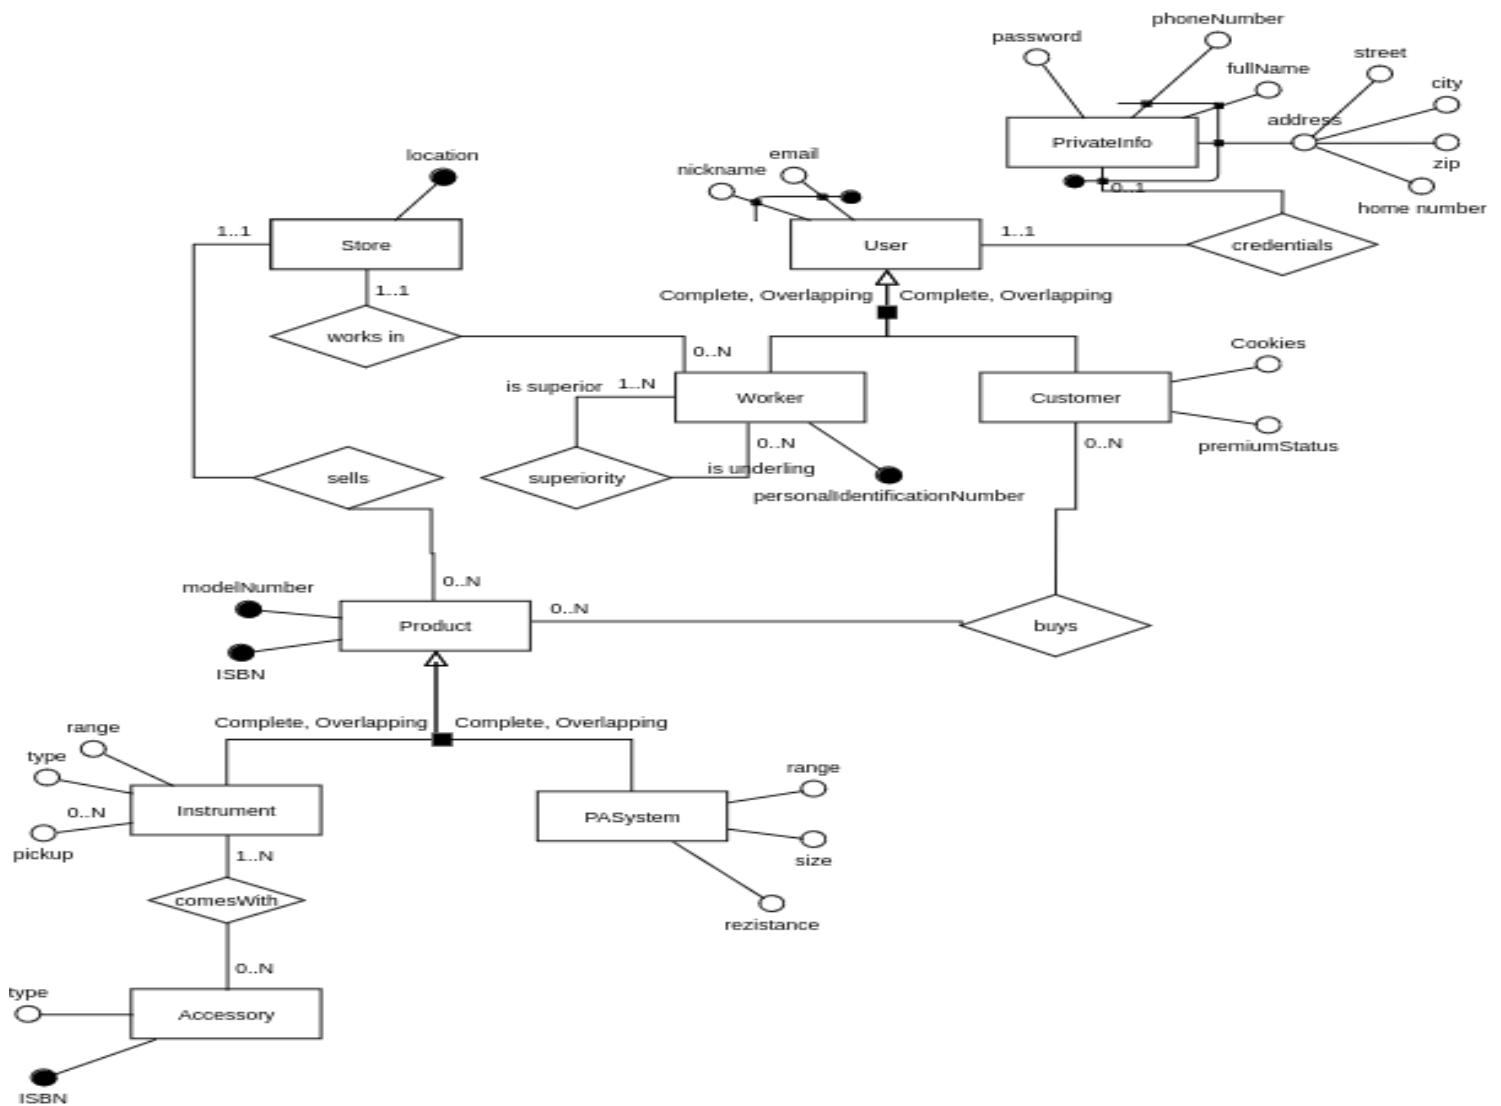 phoneNumber
password
street
fullName
city
address
PrivateInfo
zip
0..1
home number
location
email
nickname
1..1
Store
User
1..1
credentials
1..1
Complete, Overlapping
Complete, Overlapping
works in
0..N
Cookies
is superior
1..N
Worker
Customer
0..N
0..N
premiumStatus
is underling
sells
superiority
personalIdentificationNumber
0..N
modelNumber
0..N
Product
buys
ISBN
Complete, Overlapping
Complete, Overlapping
range
type
range
0..N
Instrument
PASystem
pickup
1..N
size
comesWith
rezistance
0..N
type
Accessory
ISBN